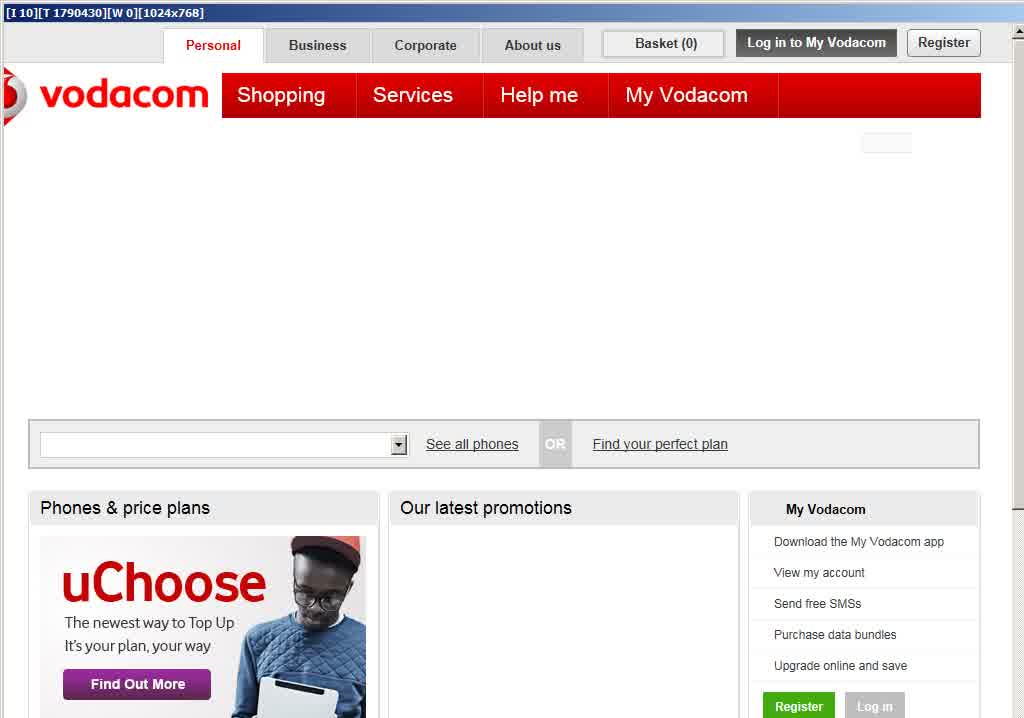 [I 10][T 1790430][W 0][1024x768]
Personal Business Corporate About us Basket (0) Log in to My Vodacom Register
vodacom Shopping Services Help me My Vodacom
See all phones OR Find your perfect plan
Phones & price plans Our latest promotions My Vodacom
Download the My Vodacom app
View my account
Send free SMSs
Purchase data bundles
Upgrade online and save
Register Log in
uChoose
The newest way to Top Up
It's your plan, your way
Find Out More